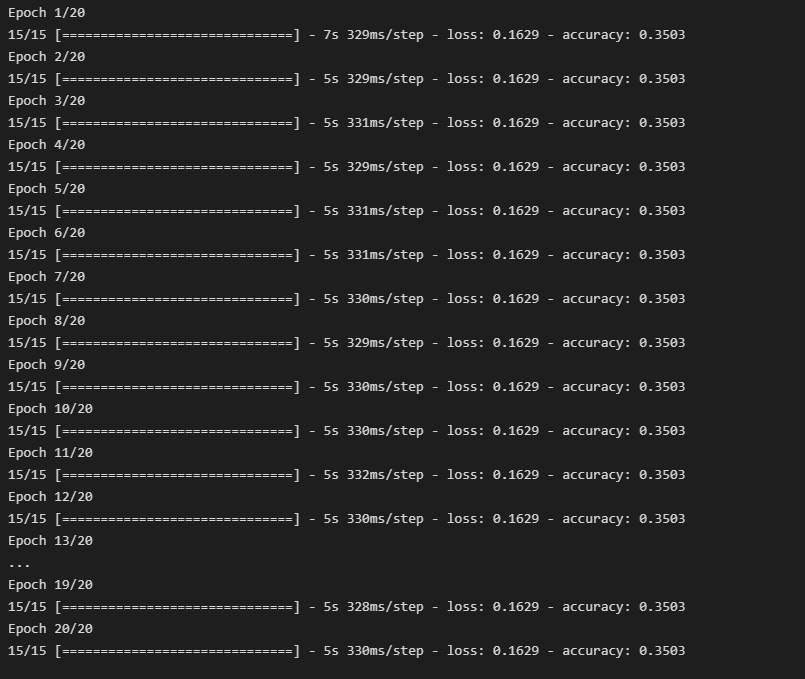 Epoch 1/20
15/15 [==============================] - 7s 329ms/step - loss: 0.1629 - accuracy: 0.3503
Epoch 2/20
15/15 [==============================] - 5s 329ms/step - loss: 0.1629 - accuracy: 0.3503
Epoch 3/20
15/15 [==============================] - 5s 331ms/step - loss: 0.1629 - accuracy: 0.3503
Epoch 4/20
15/15 [==============================] - 5s 329ms/step - loss: 0.1629 - accuracy: 0.3503
Epoch 5/20
15/15 [==============================] - 5s 331ms/step - loss: 0.1629 - accuracy: 0.3503
Epoch 6/20
15/15 [==============================] - 5s 331ms/step - loss: 0.1629 - accuracy: 0.3503
Epoch 7/20
15/15 [==============================] - 5s 330ms/step - loss: 0.1629 - accuracy: 0.3503
Epoch 8/20
15/15 [==============================] - 5s 329ms/step - loss: 0.1629 - accuracy: 0.3503
Epoch 9/20
15/15 [==============================] - 5s 330ms/step - loss: 0.1629 - accuracy: 0.3503
Epoch 10/20
15/15 [==============================] - 5s 330ms/step - loss: 0.1629 - accuracy: 0.3503
Epoch 11/20
15/15 [==============================] - 5s 332ms/step - loss: 0.1629 - accuracy: 0.3503
Epoch 12/20
15/15 [==============================] - 5s 330ms/step - loss: 0.1629 - accuracy: 0.3503
Epoch 13/20
...
Epoch 19/20
15/15 [==============================] - 5s 328ms/step - loss: 0.1629 - accuracy: 0.3503
Epoch 20/20
15/15 [==============================] - 5s 330ms/step - loss: 0.1629 - accuracy: 0.3503